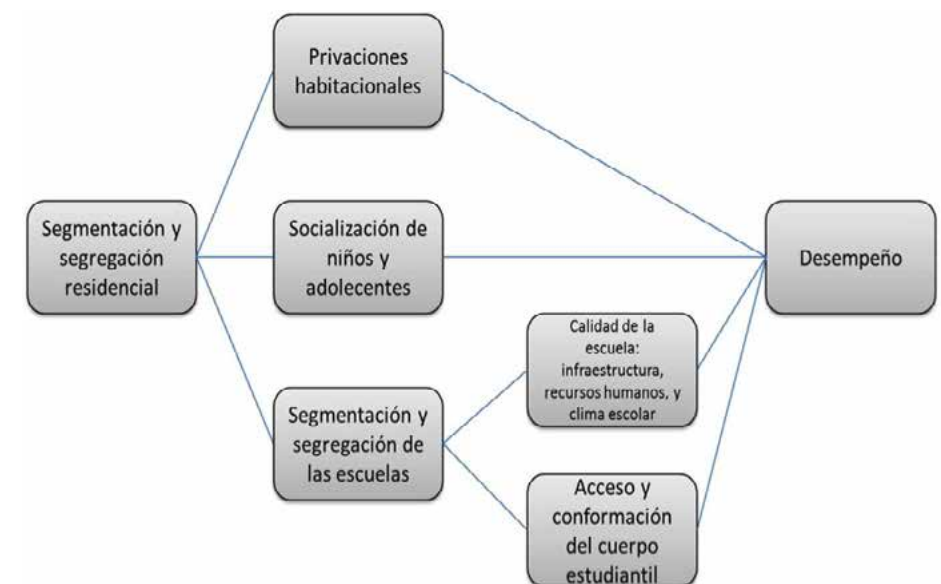 Privaciones
habitacionales
Segmentación y
segregación
residencial
Socialización de
niños y
adolecentes
Desempeño
Calidad de la
escuela:
infraestructura,
recursos humanos, y
clima escolar
Segmentación y
segregación de
las escuelas
Acceso y
conformación
del cuerpo
estudiantil